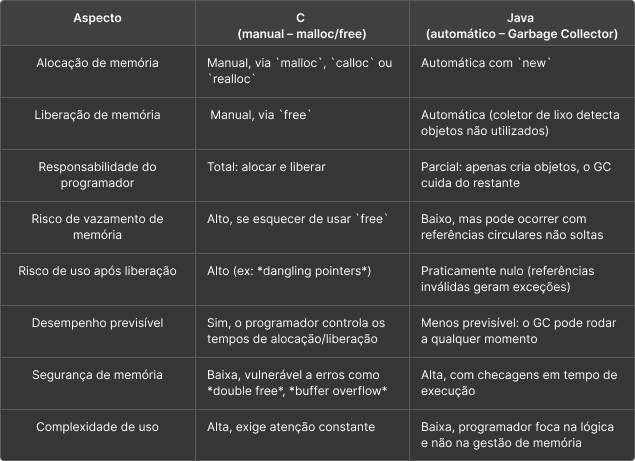 Aspecto
C
(manual – malloc/free)
Java
(automático – Garbage Collector)
Alocação de memória
Manual, via `malloc`, `calloc` ou
`realloc`
Automática com `new`
Liberação de memória
Manual, via `free`
Automática (coletor de lixo detecta
objetos não utilizados)
Responsabilidade do
programador
Total: alocar e liberar
Parcial: apenas cria objetos, o GC
cuida do restante
Risco de vazamento de
memória
Alto, se esquecer de usar `free`
Baixo, mas pode ocorrer com
referências circulares não soltas
Risco de uso após liberação
Alto (ex: *dangling pointers*)
Praticamente nulo (referências
inválidas geram exceções)
Desempenho previsível
Sim, o programador controla os
tempos de alocação/liberação
Menos previsível: o GC pode rodar
a qualquer momento
Segurança de memória
Baixa, vulnerável a erros como
*double free*, *buffer overflow*
Alta, com checagens em tempo de
execução
Complexidade de uso
Alta, exige atenção constante
Baixa, programador foca na lógica
e não na gestão de memória